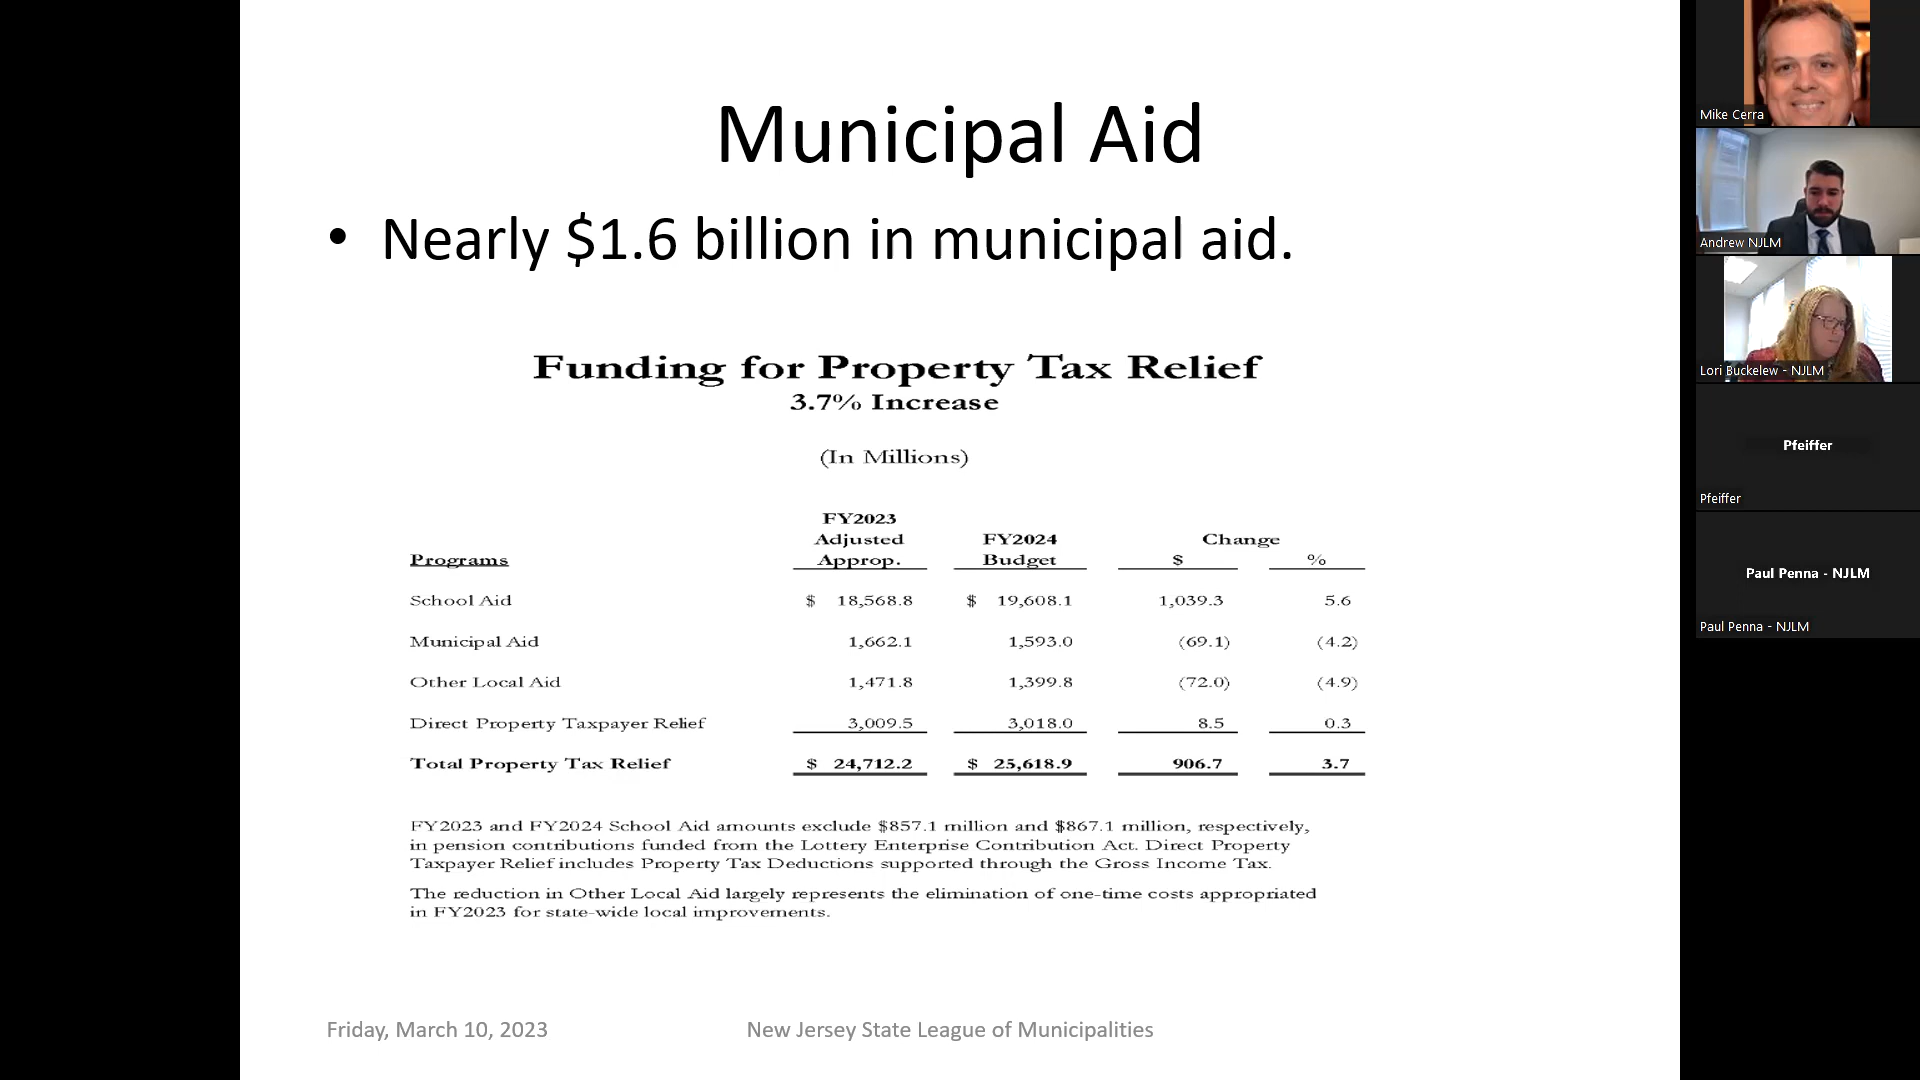 Municipal Aid
• Nearly $1.6 billion in municipal aid.
Funding for Property Tax Relief
3.7% Increase
(In Millions)
FY2023
Adjusted FY2024 Change
Programs Approp. Budget $ %
School Aid $ 18,568.8 $ 19,608.1 1,039.3 5.6
Municipal Aid 1,662.1 1,593.0 (69.1) (4.2)
Other Local Aid 1,471.8 1,399.8 (72.0) (4.9)
Direct Property Taxpayer Relief 3,009.5 3,018.0 8.5 0.3
Total Property Tax Relief $ 24,712.2 $ 25,618.9 906.7 3.7
FY2023 and FY2024 School Aid amounts exclude $857.1 million and $867.1 million, respectively,
in pension contributions funded from the Lottery Enterprise Contribution Act. Direct Property
Taxpayer Relief includes Property Tax Deductions supported through the Gross Income Tax.
The reduction in Other Local Aid largely represents the elimination of one-time costs appropriated
in FY2023 for state-wide local improvements.
Friday, March 10, 2023 New Jersey State League of Municipalities
Mike Cerra
Andrew NJLM
Lori Buckelew - NJLM
Pfeiffer
Pfeiffer
Paul Penna - NJLM
Paul Penna - NJLM